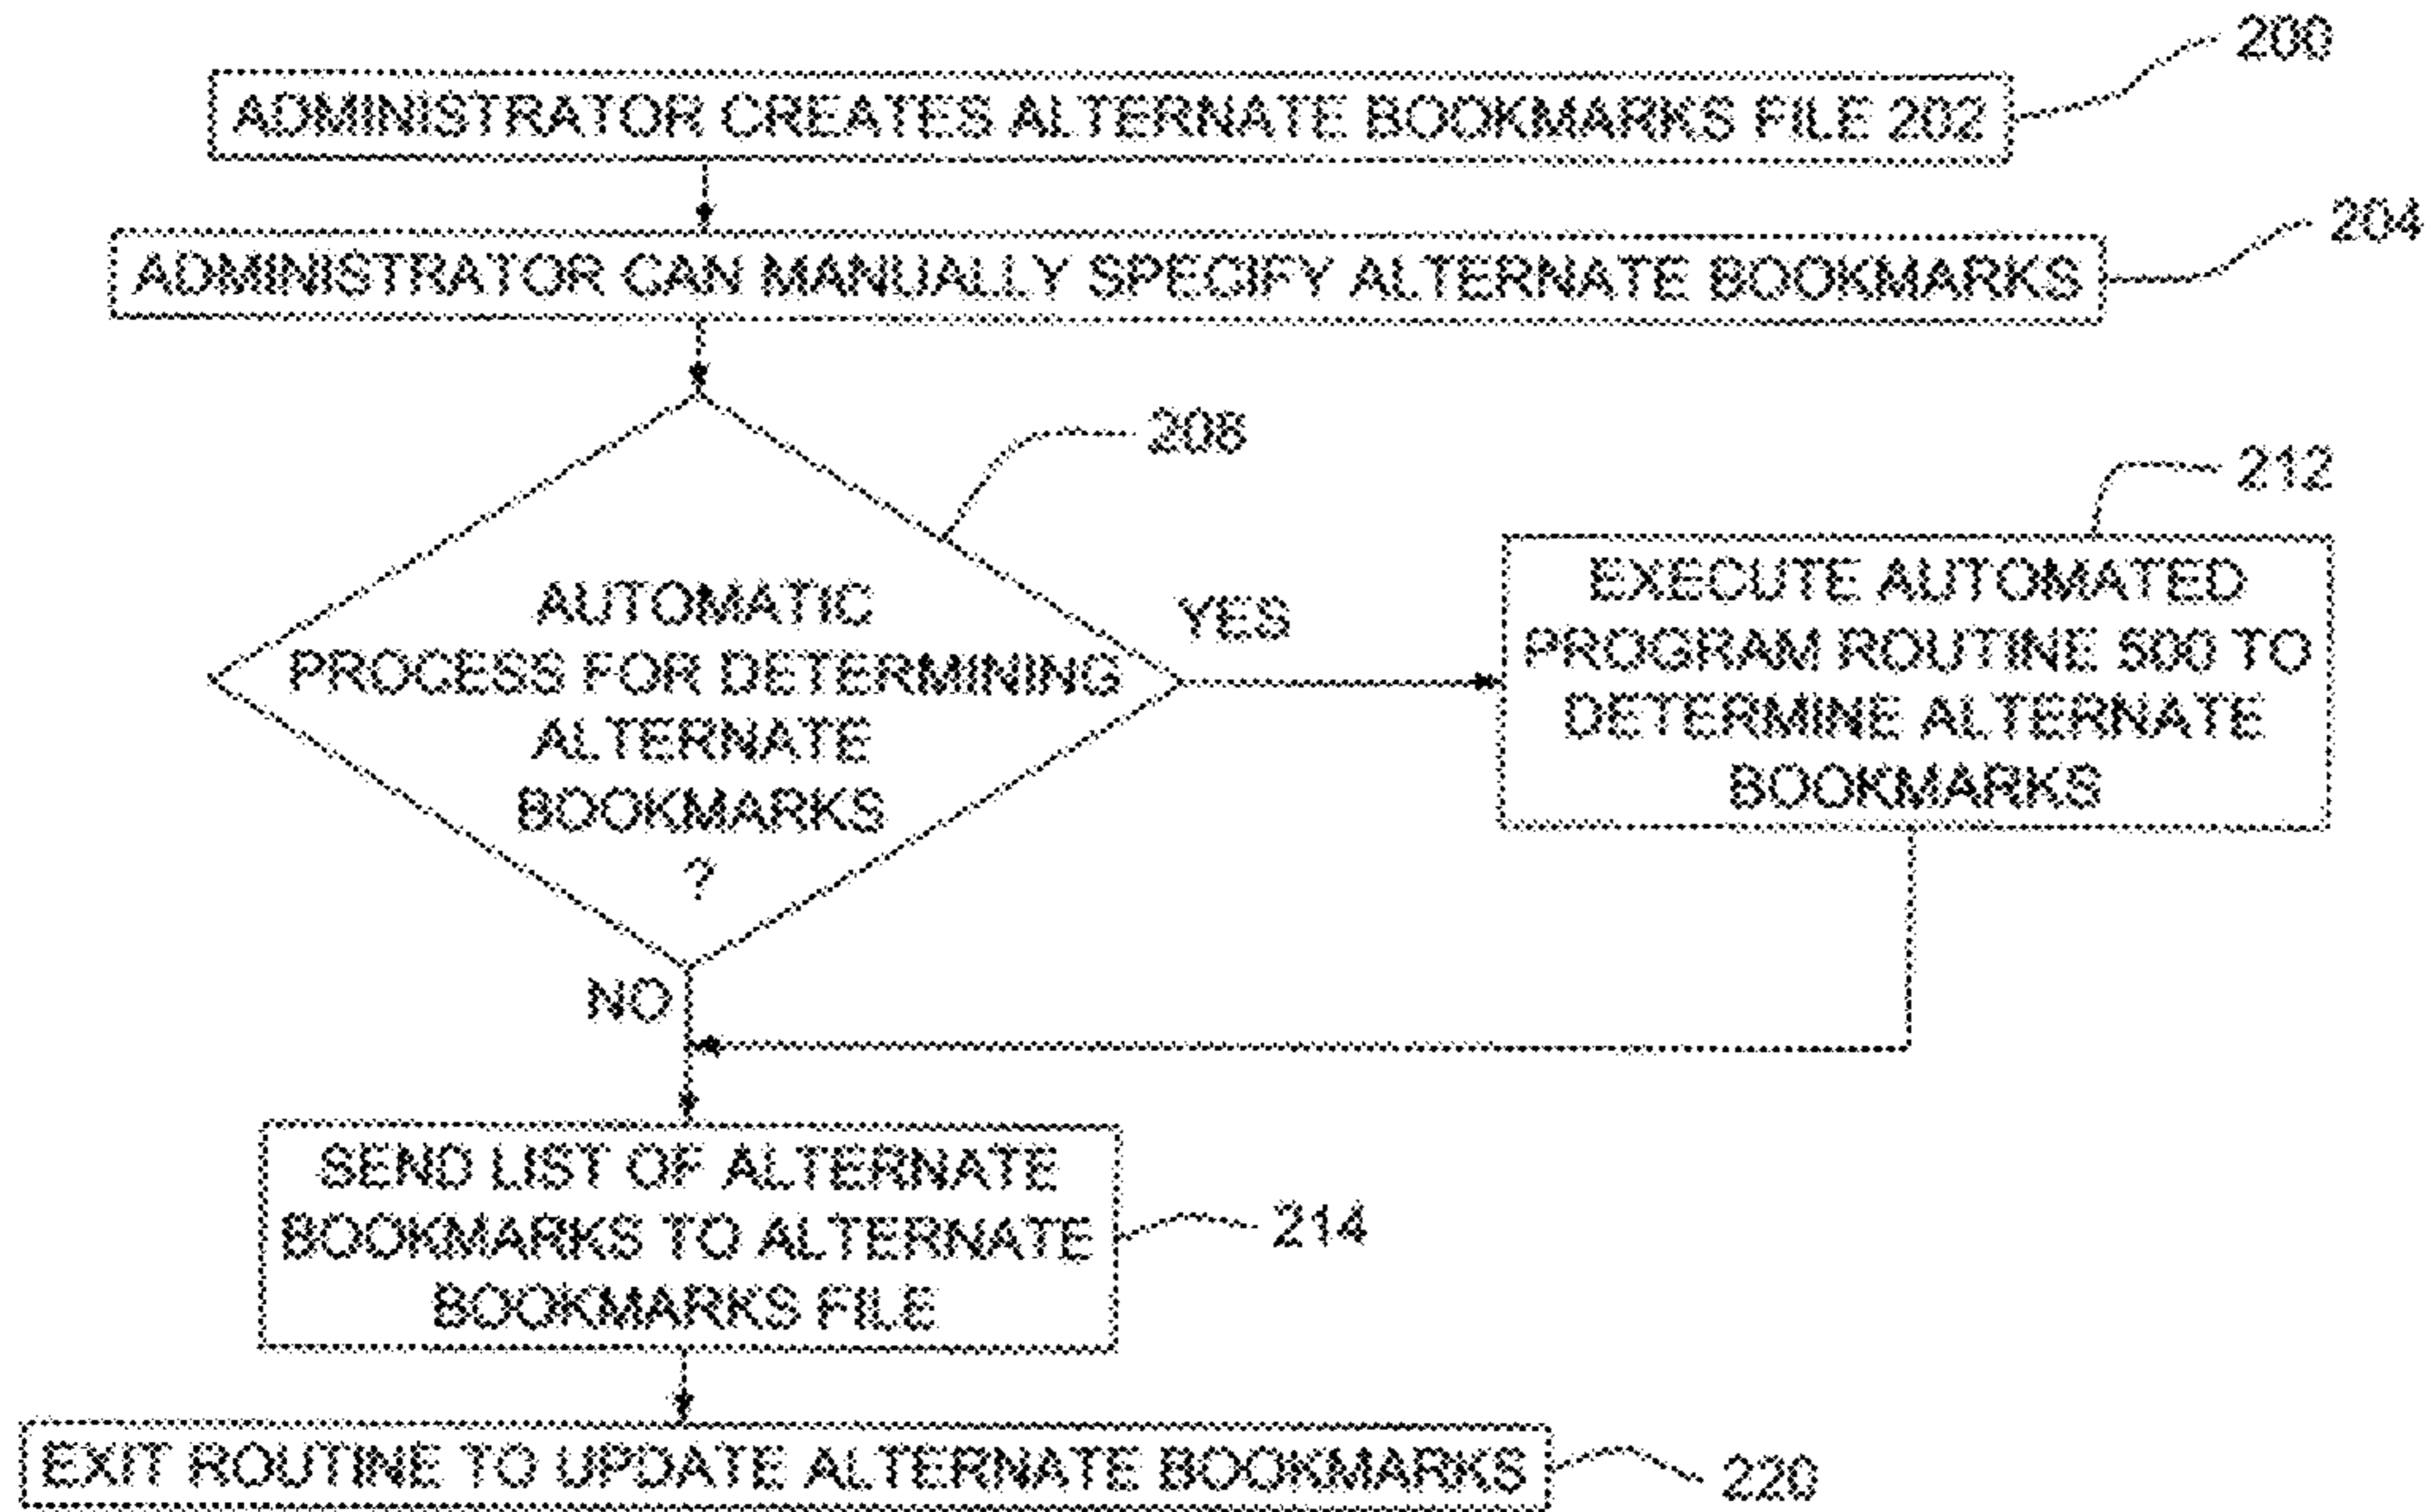 200
ADMINISTRATOR CREATES ALTERNATE BOOKMARKS FILE 202
204
ADMINISTRATOR CAN MANUALLY SPECIFY ALTERNATE BOOKMARKS
208
AUTOMATIC
PROCESS FOR DETERMINING
ALTERNATE
BOOKMARKS
?
YES
212
EXECUTE AUTOMATED
PROGRAM ROUTINE 500 TO
DETERMINE ALTERNATE
BOOKMARKS
NO
SEND LIST OF ALTERNATE
BOOKMARKS TO ALTERNATE
BOOKMARKS FILE
214
EXIT ROUTINE TO UPDATE ALTERNATE BOOKMARKS
220